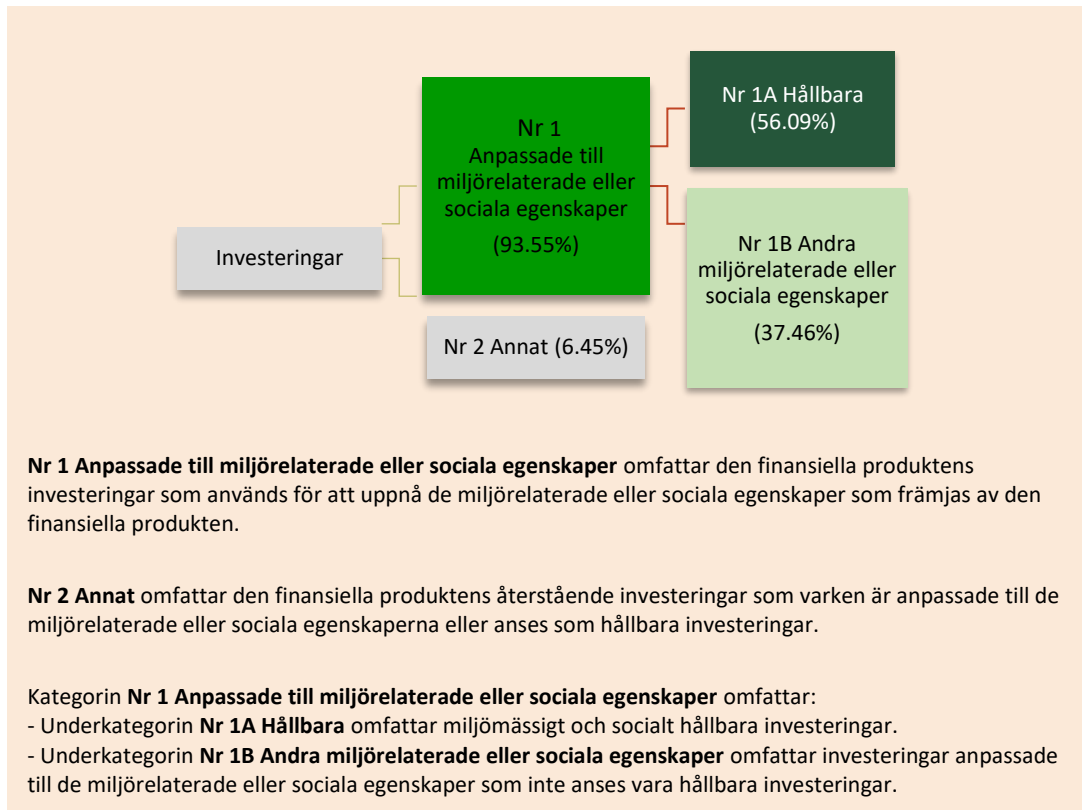 Investeringar
Nr 1
Anpassade till
miljörelaterade eller
sociala egenskaper
(93.55%)
Nr 2 Annat (6.45%)
Nr 1A Hållbara
(56.09%)
Nr 1B Andra
miljörelaterade eller
sociala egenskaper
(37.46%)
Nr 1 Anpassade till miljörelaterade eller sociala egenskaper omfattar den finansiella produktens
investeringar som används för att uppnå de miljörelaterade eller sociala egenskaper som främjas av den
finansiella produkten.
Nr 2 Annat omfattar den finansiella produktens återstående investeringar som varken är anpassade till de
miljörelaterade eller sociala egenskaperna eller anses som hållbara investeringar.
Kategorin Nr 1 Anpassade till miljörelaterade eller sociala egenskaper omfattar:
- Underkategorin Nr 1A Hållbara omfattar miljömässigt och socialt hållbara investeringar.
- Underkategorin Nr 1B Andra miljörelaterade eller sociala egenskaper omfattar investeringar anpassade
till de miljörelaterade eller sociala egenskaper som inte anses vara hållbara investeringar.